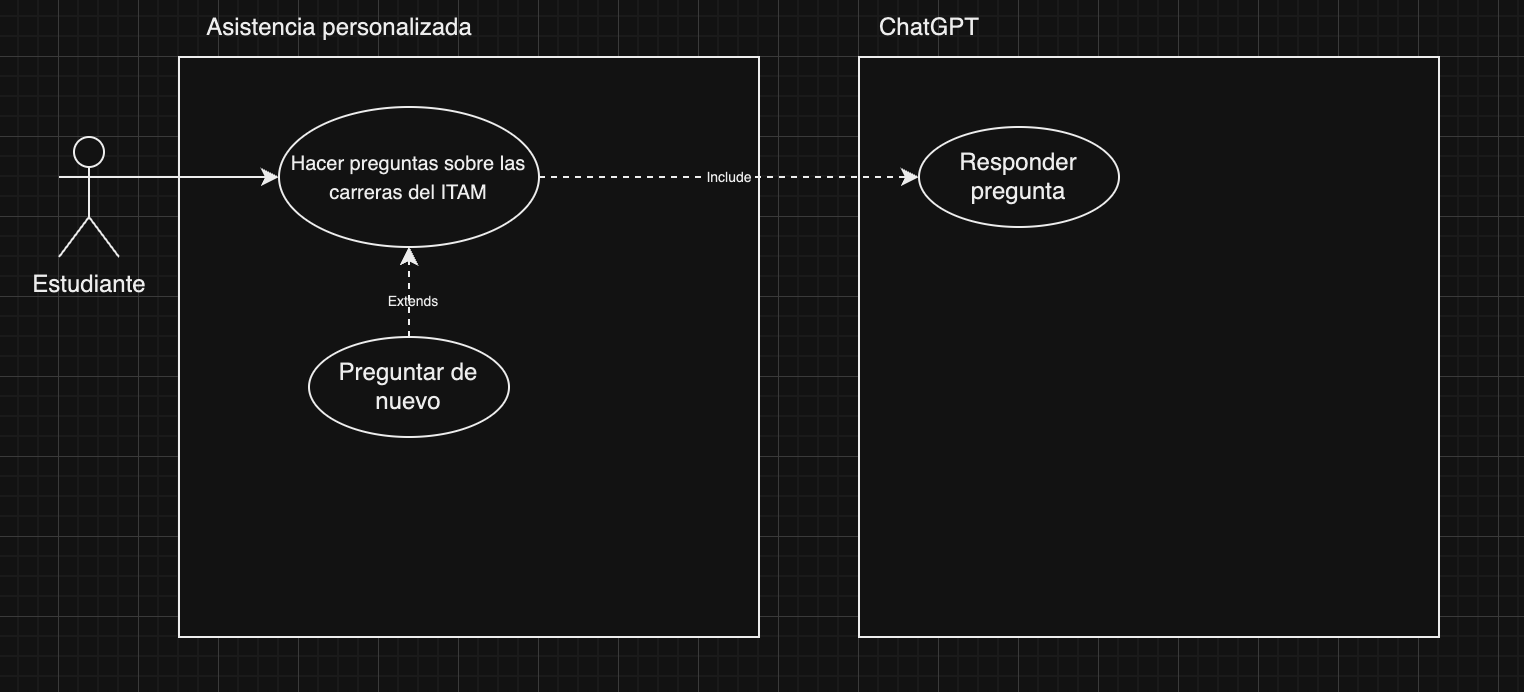 Asistencia personalizada
ChatGPT
Hacer preguntas sobre las
carreras del ITAM
Include
Responder
pregunta
Estudiante
Extends
Preguntar de
nuevo